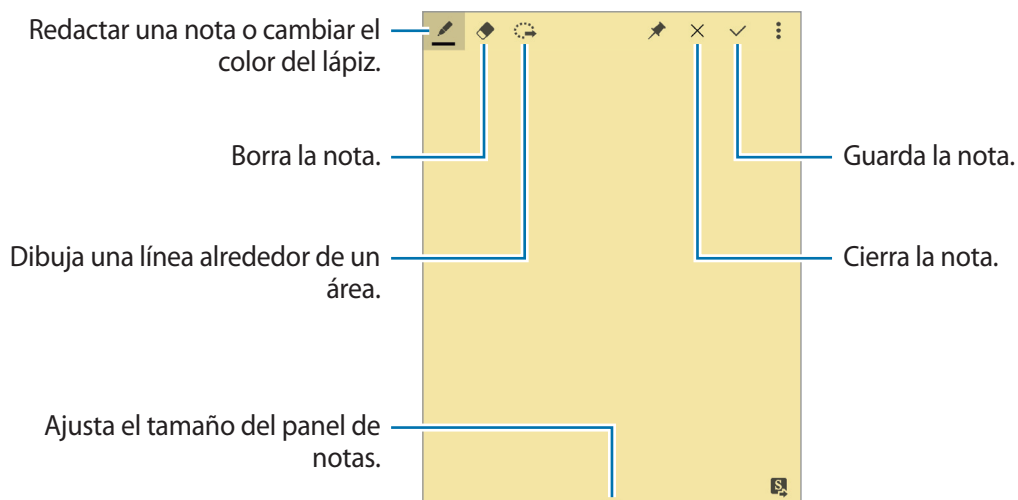 Redactar una nota o cambiar el
color del lápiz.
Borra la nota.
Guarda la nota.
Dibuja una línea alrededor de un
área.
Cierra la nota.
Ajusta el tamaño del panel de
notas.
S